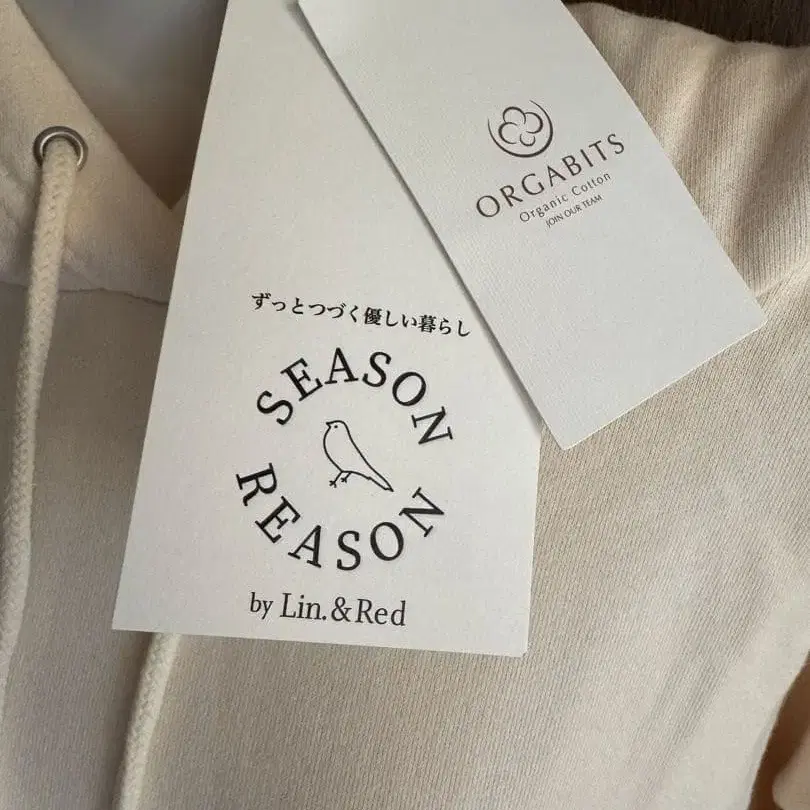 ORGABITS
Organic Cotton
JOIN OUR TEAM
ずっとつづく優しい暮らし
SEASON
REASON
by Lin.&Red